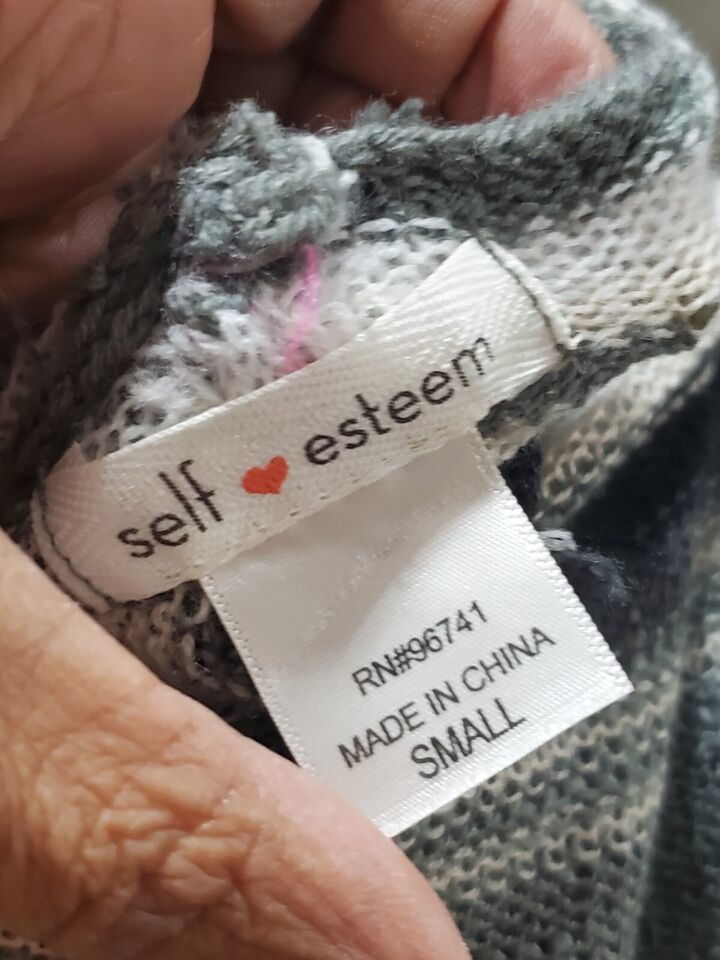 self ♥ esteem
RN#96741
MADE IN CHINA
SMALL